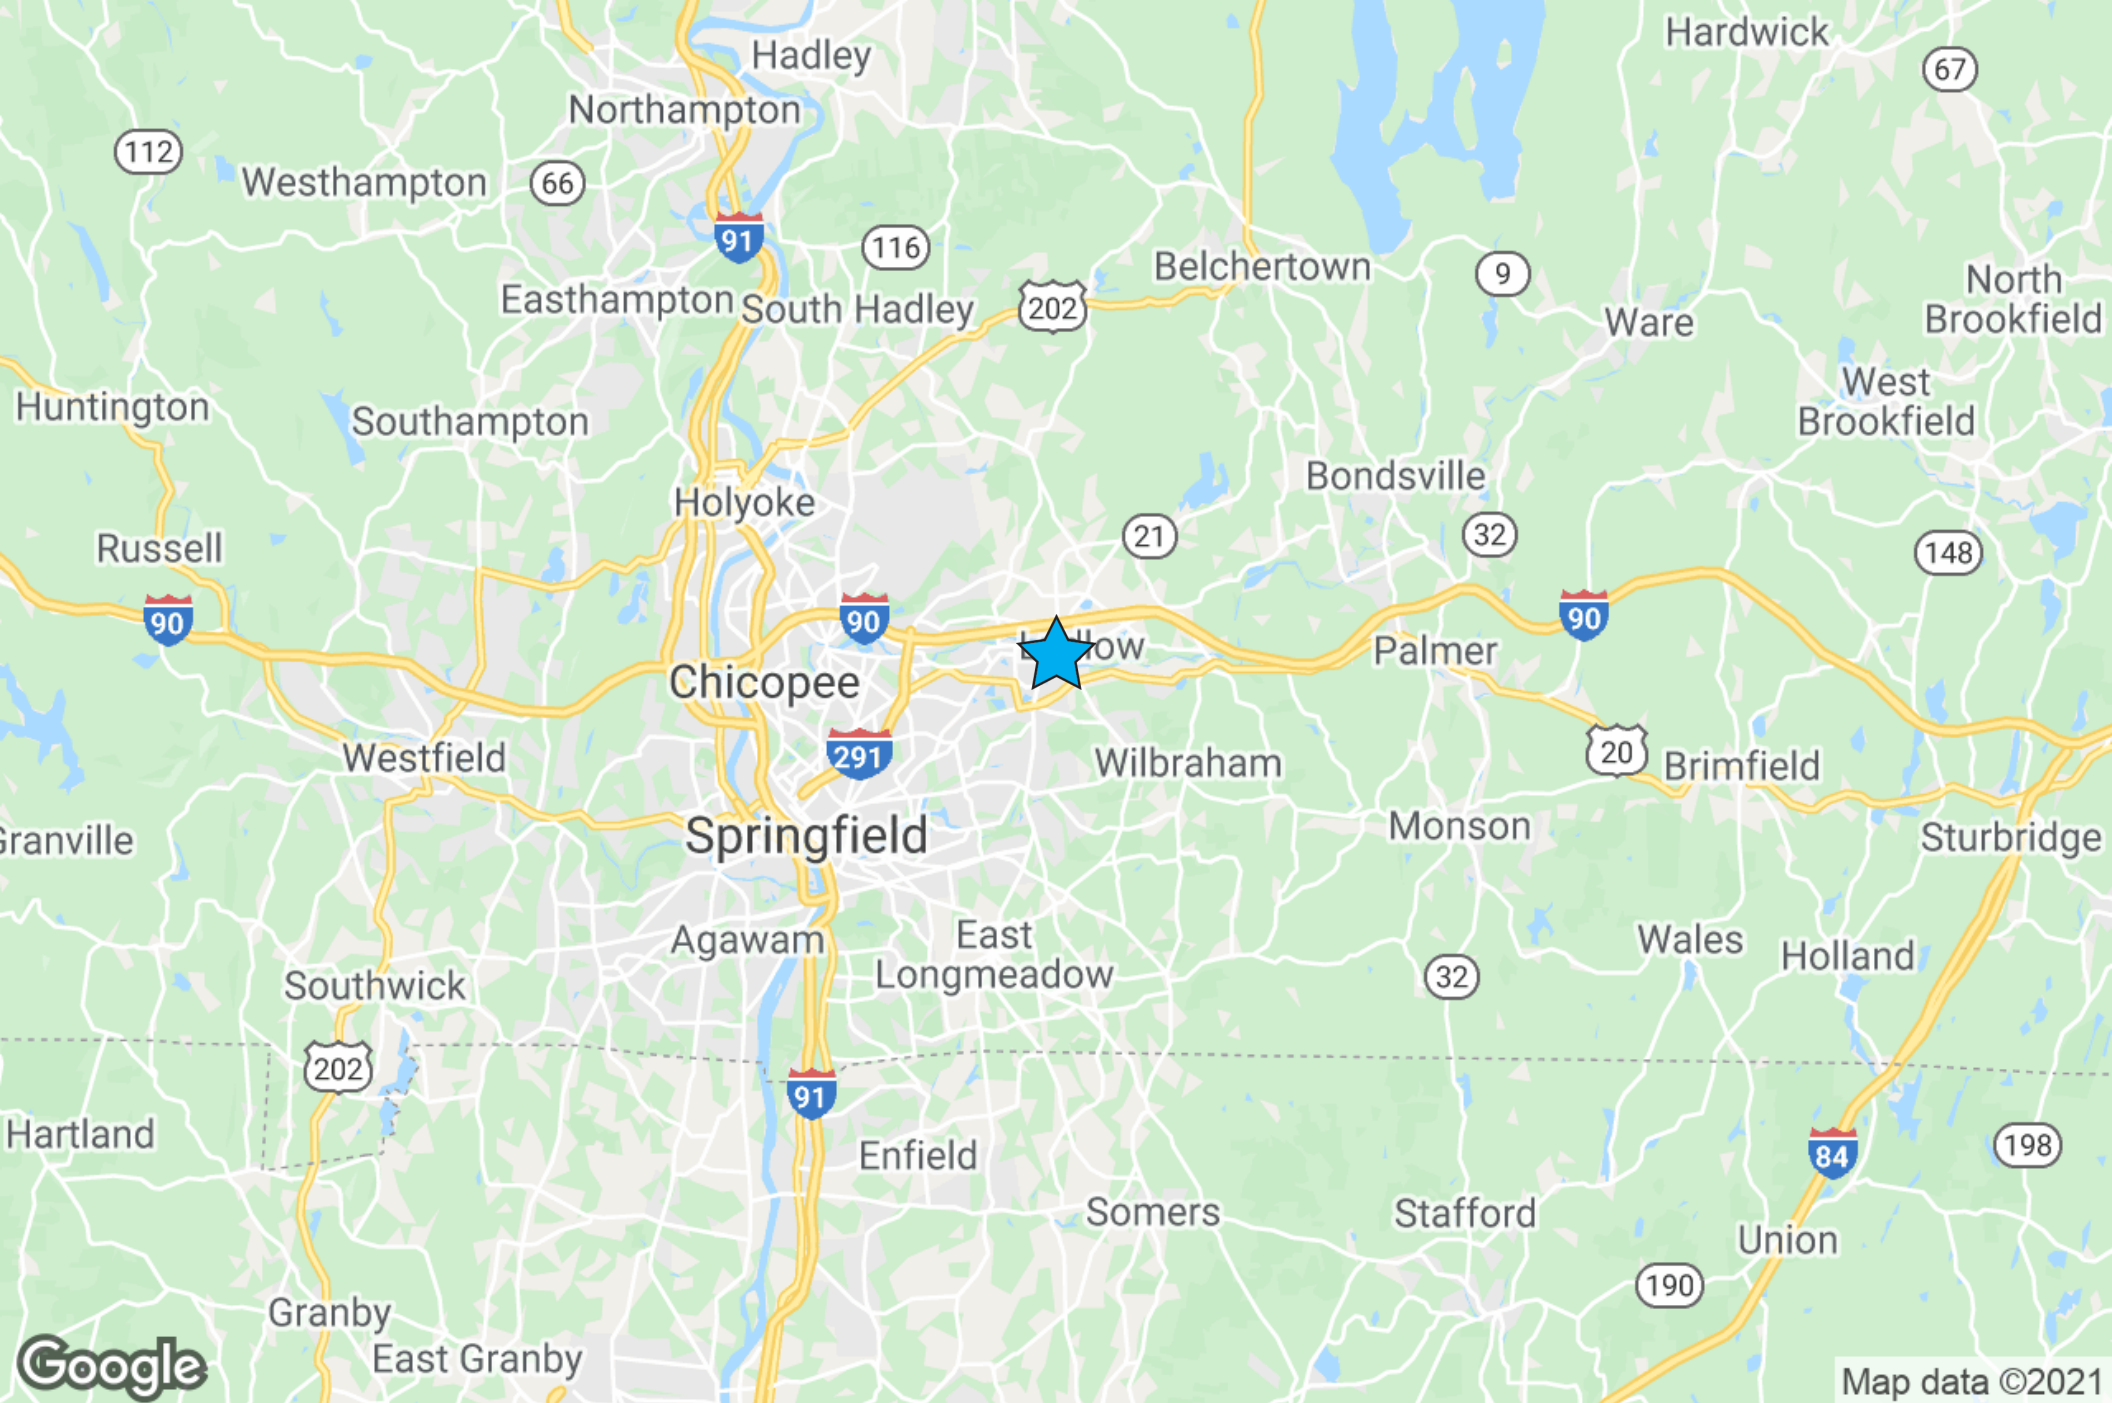 Hardwick
Hadley
67
Northampton
112
Westhampton
66
91
116
Belchertown
9
North
Brookfield
Easthampton
South Hadley
202
Ware
West
Brookfield
Huntington
Southampton
Bondsville
Holyoke
21
32
148
Russell
90
90
90
Palmer
Chicopee
291
20
Westfield
Wilbraham
Brimfield
Springfield
Monson
Sturbridge
Granville
Agawam
East
Longmeadow
Wales
Holland
32
Southwick
202
91
Hartland
Enfield
84
198
Somers
Stafford
Union
190
Granby
East Granby
Google
Map data ©2021